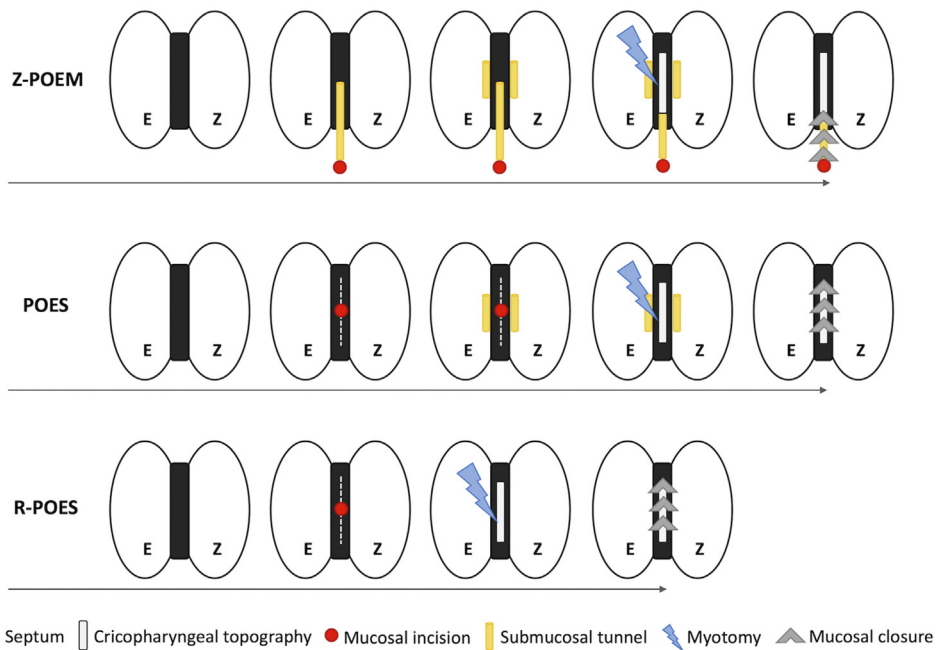 Z-POEM
E Z E Z E Z E Z E Z
POES
E Z E Z E Z E Z E Z
R-POES
E Z E Z E Z E Z
Septum Cricopharyngeal topography Mucosal incision Submucosal tunnel Myotomy Mucosal closure